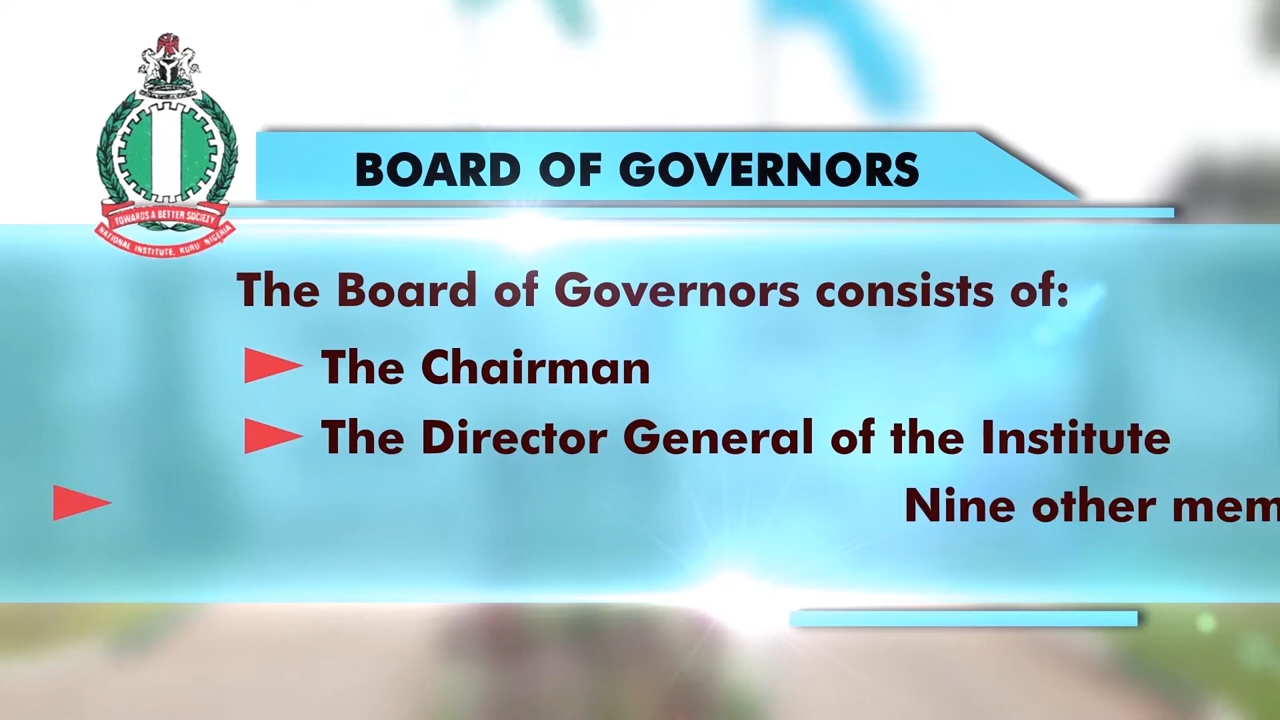 BOARD OF GOVERNORS
TOWARDS A BETTER SOCIETY
NATIONAL INSTITUTE, KURU NIGERIA
The Board of Governors consists of:
The Chairman
The Director General of the Institute
Nine other mem